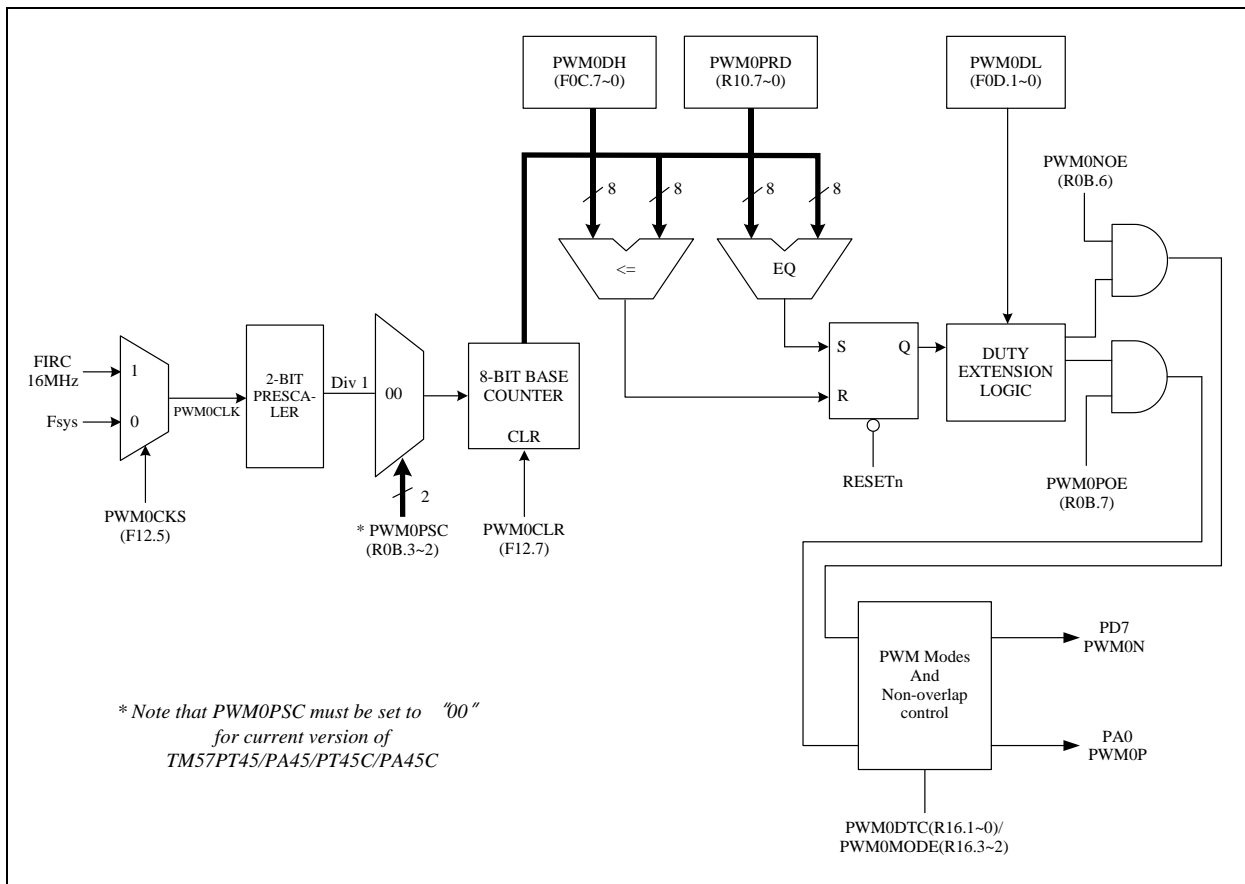 PWM0DH
(F0C.7~0)
PWM0PRD
(R10.7~0)
PWM0DL
(F0D.1~0)
PWM0NOE
(R0B.6)
8
8
8
8
<=
EQ
FIRC
16MHz
Fsys
1
0
PWM0CLK
2-BIT
PRESCA-
LER
Div 1
00
8-BIT BASE
COUNTER
CLR
S
Q
R
DUTY
EXTENSION
LOGIC
RESETn
PWM0POE
(R0B.7)
PWM0CKS
(F12.5)
2
* PWM0PSC
(R0B.3~2)
PWM0CLR
(F12.7)
PWM Modes
And
Non-overlap
control
PD7
PWM0N
PA0
PWM0P
* Note that PWM0PSC must be set to "00"
for current version of
TM57PT45/PA45/PT45C/PA45C
PWM0DTC(R16.1~0)/
PWM0MODE(R16.3~2)